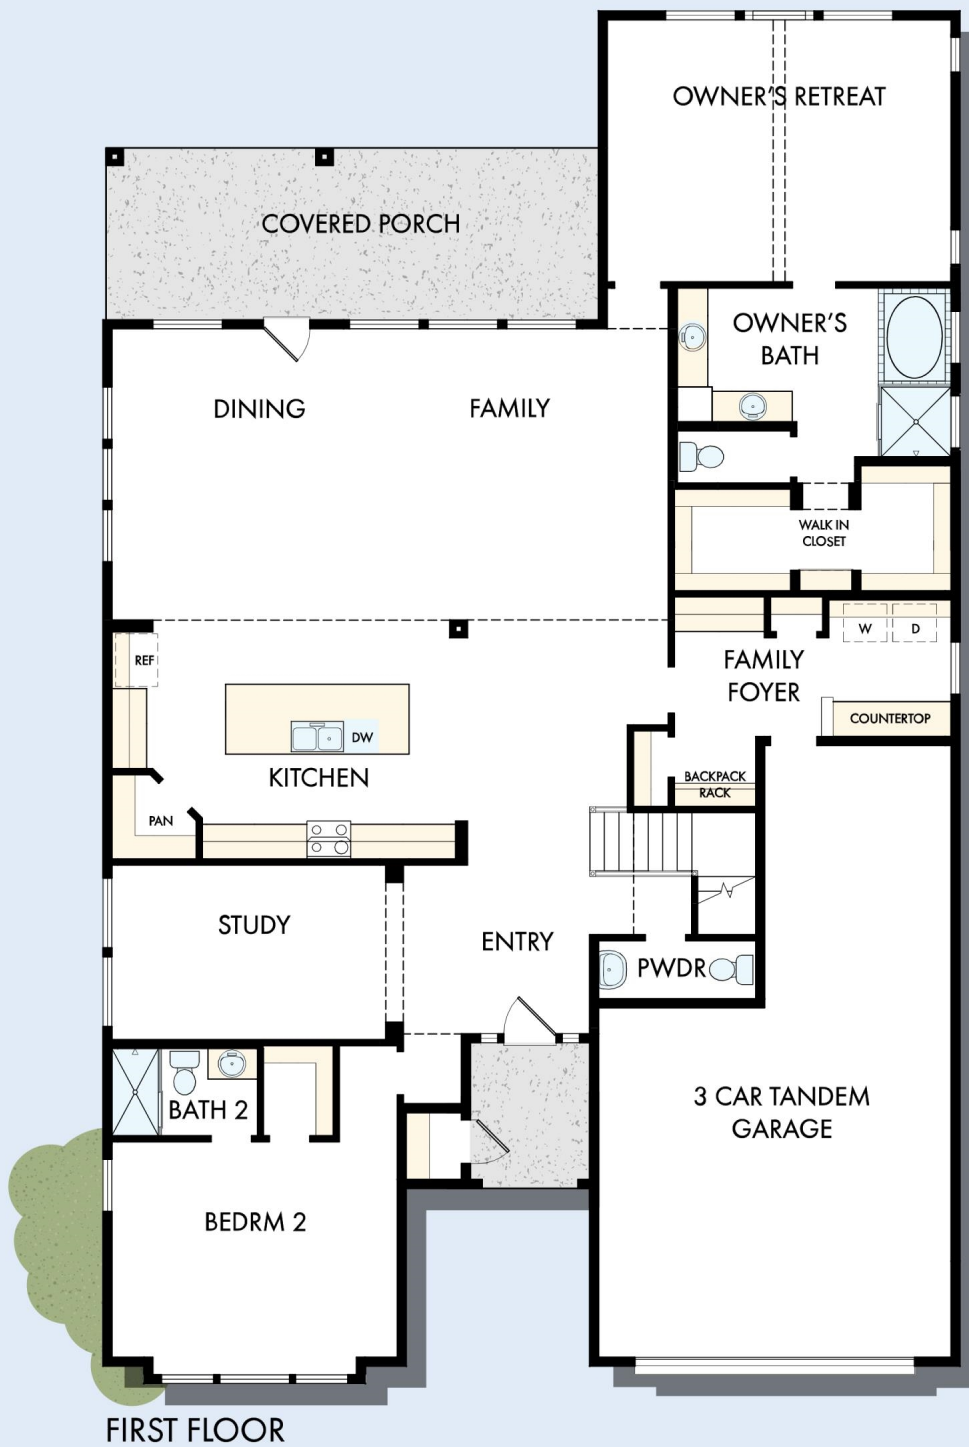 OWNER'S RETREAT
COVERED PORCH
OWNER'S
BATH
DINING
FAMILY
WALK IN
CLOSET
W
D
REF
FAMILY
FOYER
COUNTERTOP
DW
KITCHEN
BACKPACK
RACK
PAN
STUDY
ENTRY
PWDR
BATH 2
3 CAR TANDEM
GARAGE
BEDRM 2
FIRST FLOOR